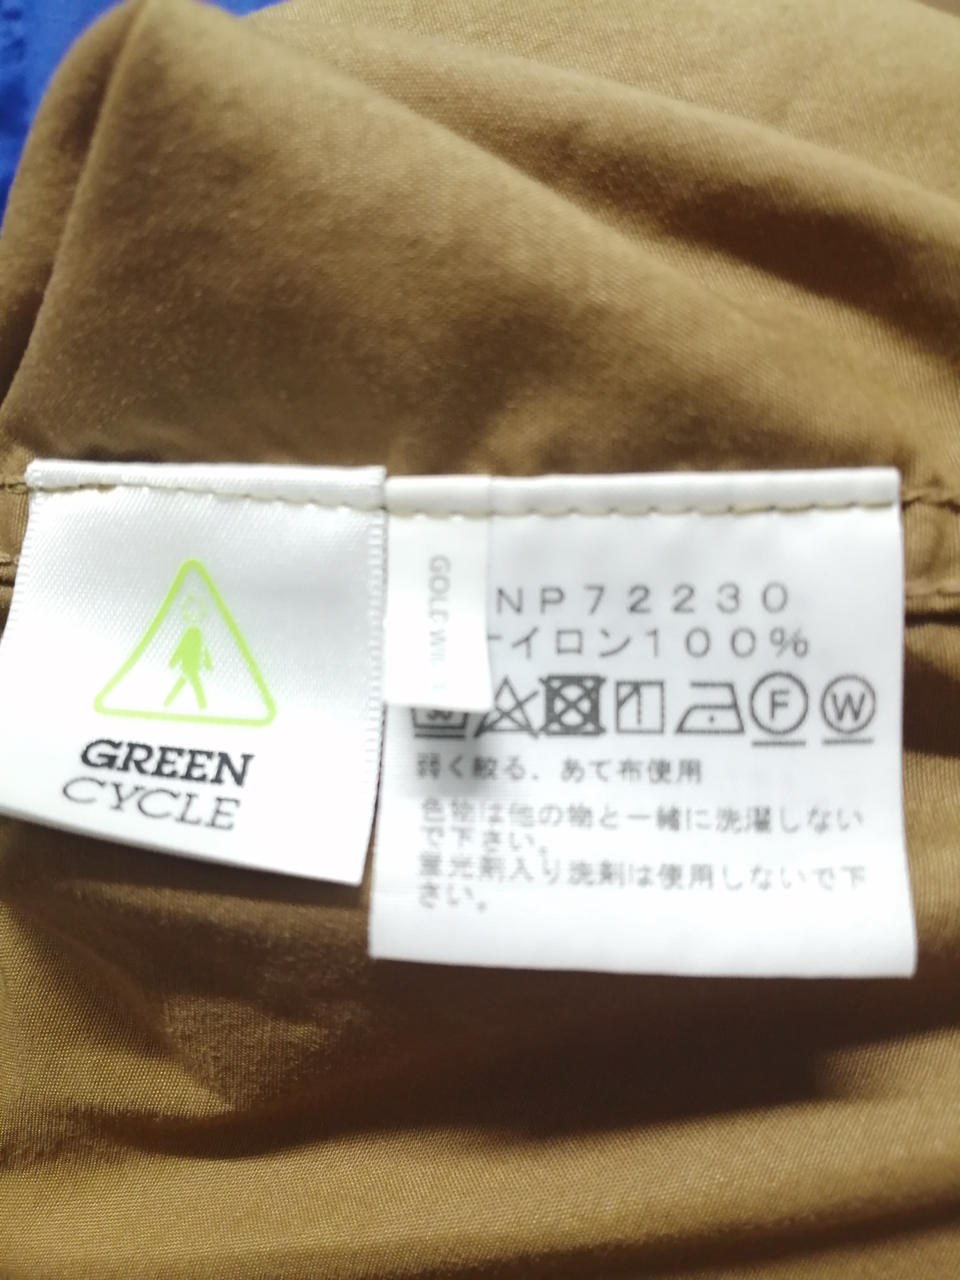 GREEN
CYCLE
NP72230
イロン100%
F W
弱く絞る、あて布使用
色物は他の物と一緒に洗濯しない
で下さい。
蛍光剤入り洗剤は使用しないで下
さい。